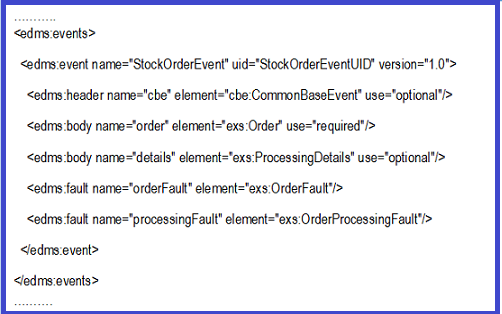 ...........
<edms:events>
<edms:event name="StockOrderEvent" uid="StockOrderEventUID" version="1.0">
<edms:header name="cbe" element="cbe:CommonBaseEvent" use="optional"/>
<edms:body name="order" element="exs:Order" use="required"/>
<edms:body name="details" element="exs:ProcessingDetails" use="optional"/>
<edms:fault name="orderFault" element="exs:OrderFault"/>
<edms:fault name="processingFault" element="exs:OrderProcessingFault"/>
</edms:event>
</edms:events>
..........